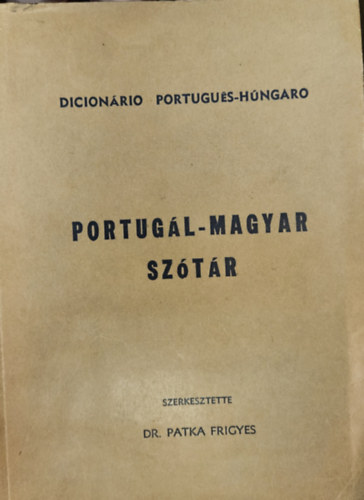 DICIONÁRIO PORTUGUÊS-HÚNGARO
PORTUGÁL-MAGYAR
SZÓTÁR
SZERKESZTETTE
DR. PATKA FRIGYES